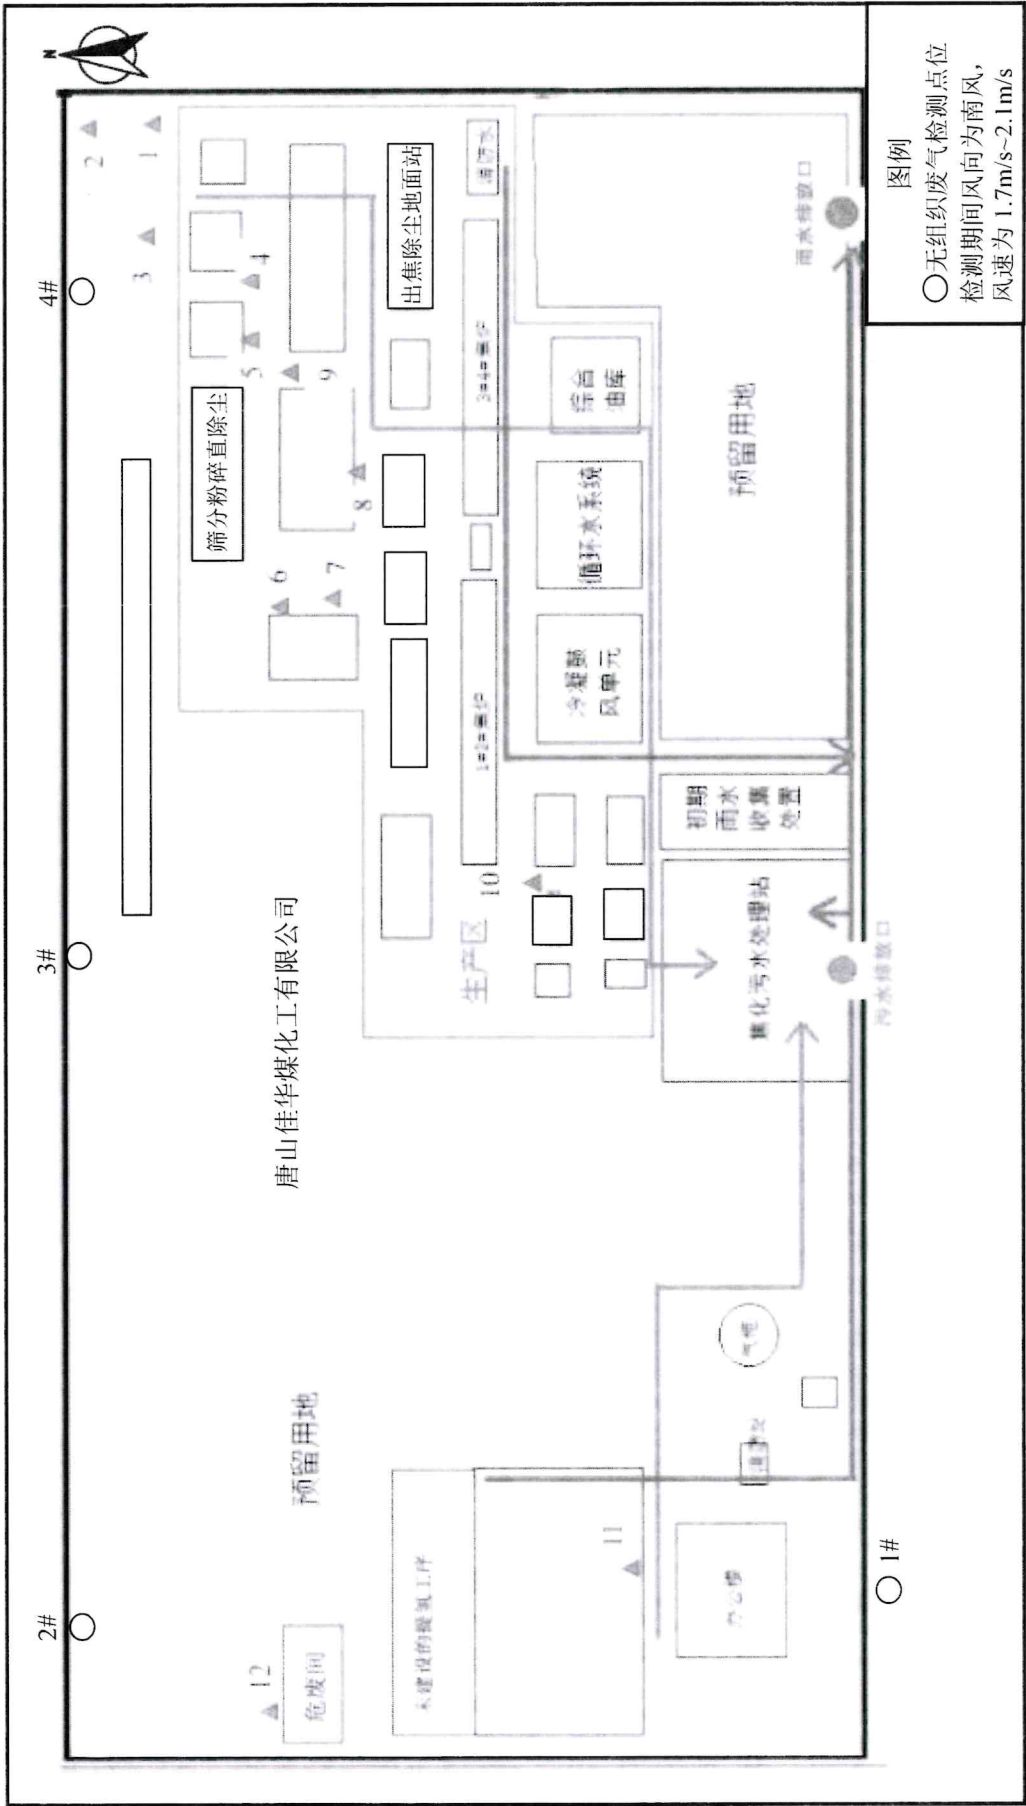 N
2#
3#
4#
2
1
3
4
5
9
筛分粉碎直除尘
8
6
7
出焦除尘地面站
唐山佳华煤化工有限公司
预留用地
12
危废间
生产区
10
综合
油库
循环水系统
冷凝鼓
风单元
预留用地
初期
雨水
收集
处置
焦化污水处理站
雨水排放口
污水排放口
气柜
11
办公楼
1#
图例
○无组织废气检测点位
检测期间风向为南风,
风速为 1.7m/s~2.1m/s